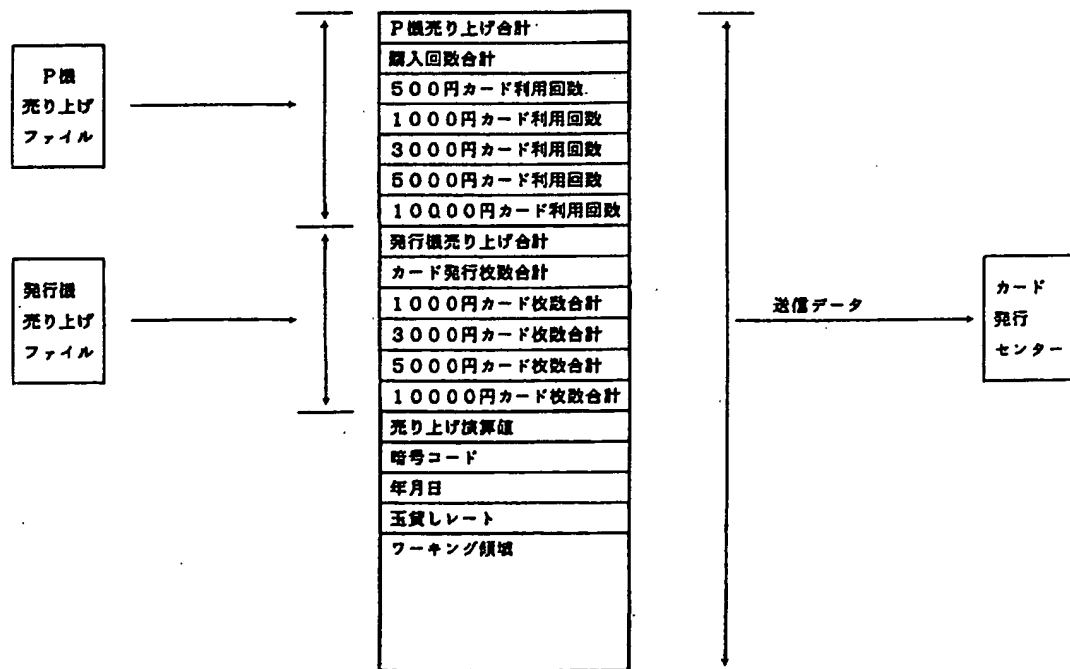 P機
売り上げ
ファイル
発行機
売り上げ
ファイル
P機売り上げ合計
購入回数合計
500円カード利用回数
1000円カード利用回数
3000円カード利用回数
5000円カード利用回数
10000円カード利用回数
発行機売り上げ合計
カード発行枚数合計
1000円カード枚数合計
3000円カード枚数合計
5000円カード枚数合計
10000円カード枚数合計
売り上げ演算値
暗号コード
年月日
玉貸しレート
ワーキング領域
送信データ
カード
発行
センター